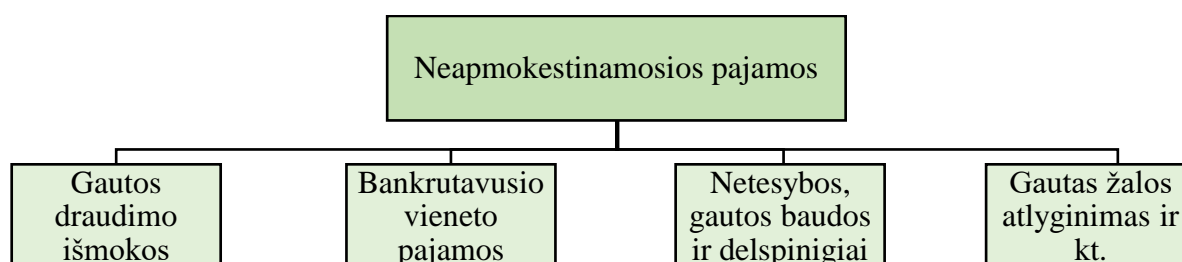 Neapmokestinamosios pajamos
Gautos
draudimo
išmokos
Bankrutavusio
vieneto
pajamos
Netesybos,
gautos baudos
ir delspinigiai
Gautas žalos
atlyginimas ir
kt.